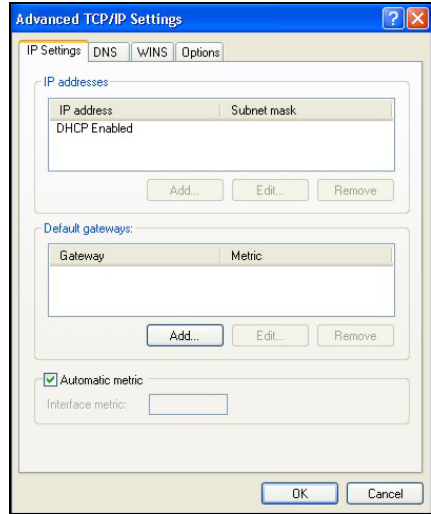 Advanced TCP/IP Settings
IP Settings DNS WINS Options
IP addresses
IP address Subnet mask
DHCP Enabled
Add... Edit... Remove
Default gateways:
Gateway Metric
Add... Edit... Remove
Automatic metric
Interface metric:
OK Cancel